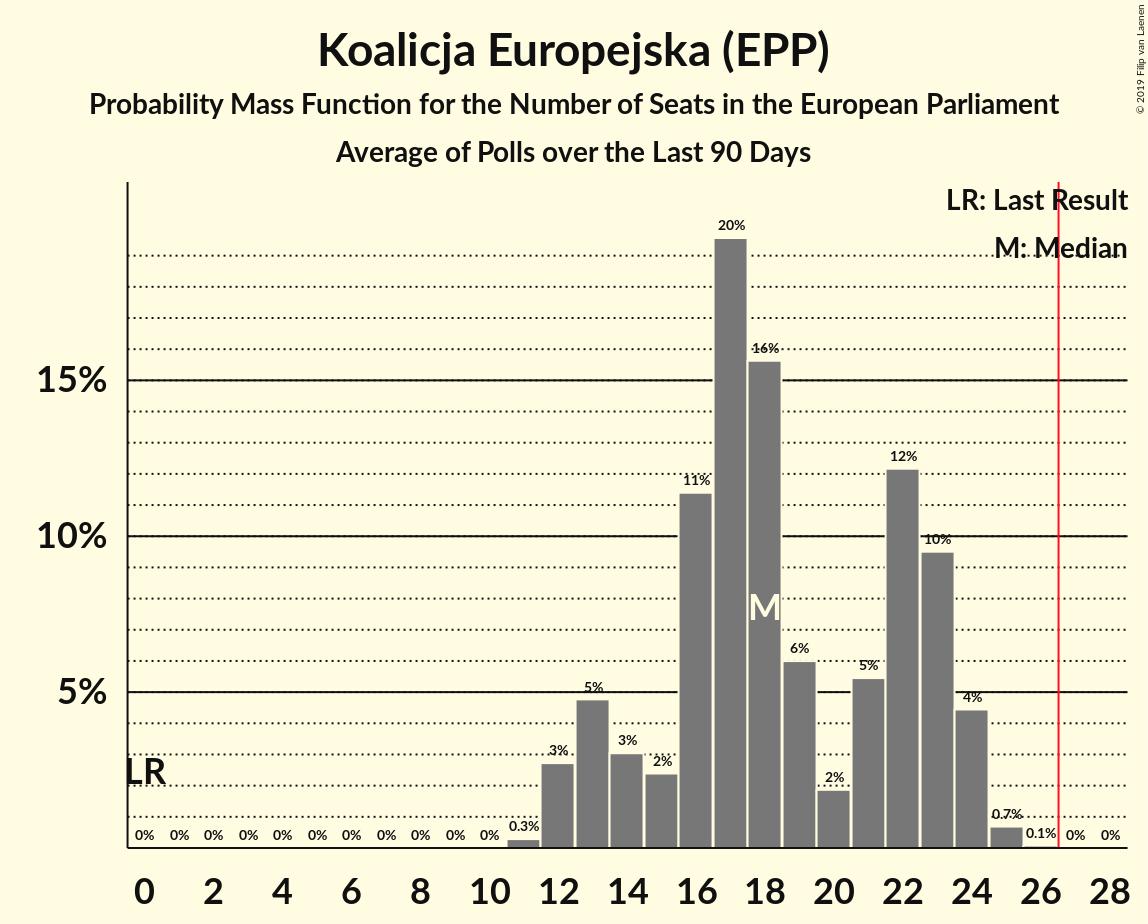 Koalicja Europejska (EPP)
Probability Mass Function for the Number of Seats in the European Parliament
Average of Polls over the Last 90 Days
© 2019 Filip van Laenen
LR: Last Result
M: Median
20%
16%
15%
12%
11%
10%
10%
M
6%
5%
5%
5%
4%
3%
3%
2%
2%
LR
0% 0% 0% 0% 0% 0% 0% 0% 0% 0% 0% 0.3% 0.7% 0.1% 0% 0%
0 2 4 6 8 10 12 14 16 18 20 22 24 26 28